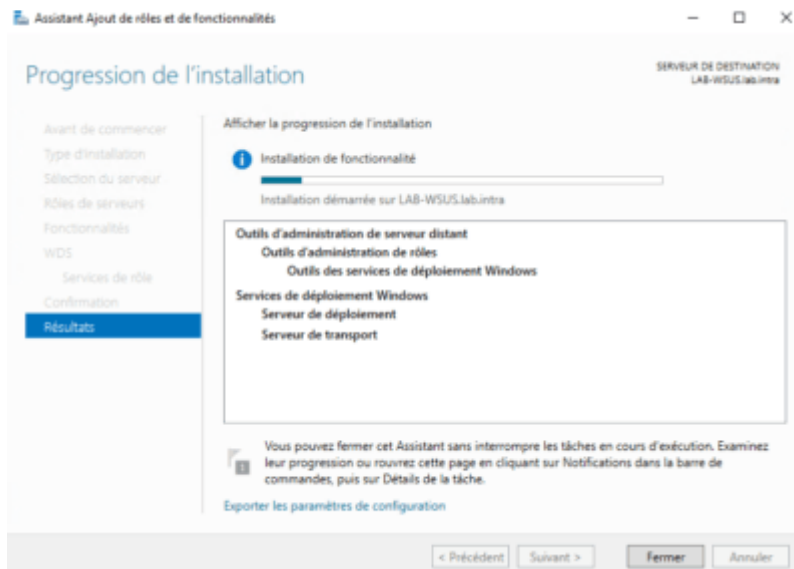 Assistant Ajout de rôles et de fonctionnalités
Progression de l'installation
SERVEUR DE DESTINATION
LAB-WSUS.lab.intra
Avant de commencer
Type d'installation
Sélection du serveur
Rôles de serveurs
Fonctionnalités
WDS
Services de rôle
Confirmation
Résultats
Afficher la progression de l'installation
Installation de fonctionnalité
Installation démarrée sur LAB-WSUS.lab.intra
Outils d'administration de serveur distant
Outils d'administration de rôles
Outils des services de déploiement Windows
Services de déploiement Windows
Serveur de déploiement
Serveur de transport
Vous pouvez fermer cet Assistant sans interrompre les tâches en cours d'exécution. Examinez
leur progression ou rouvrez cette page en cliquant sur Notifications dans la barre de
commandes, puis sur Détails de la tâche.
Exporter les paramètres de configuration
< Précédent Suivant > Fermer Annuler